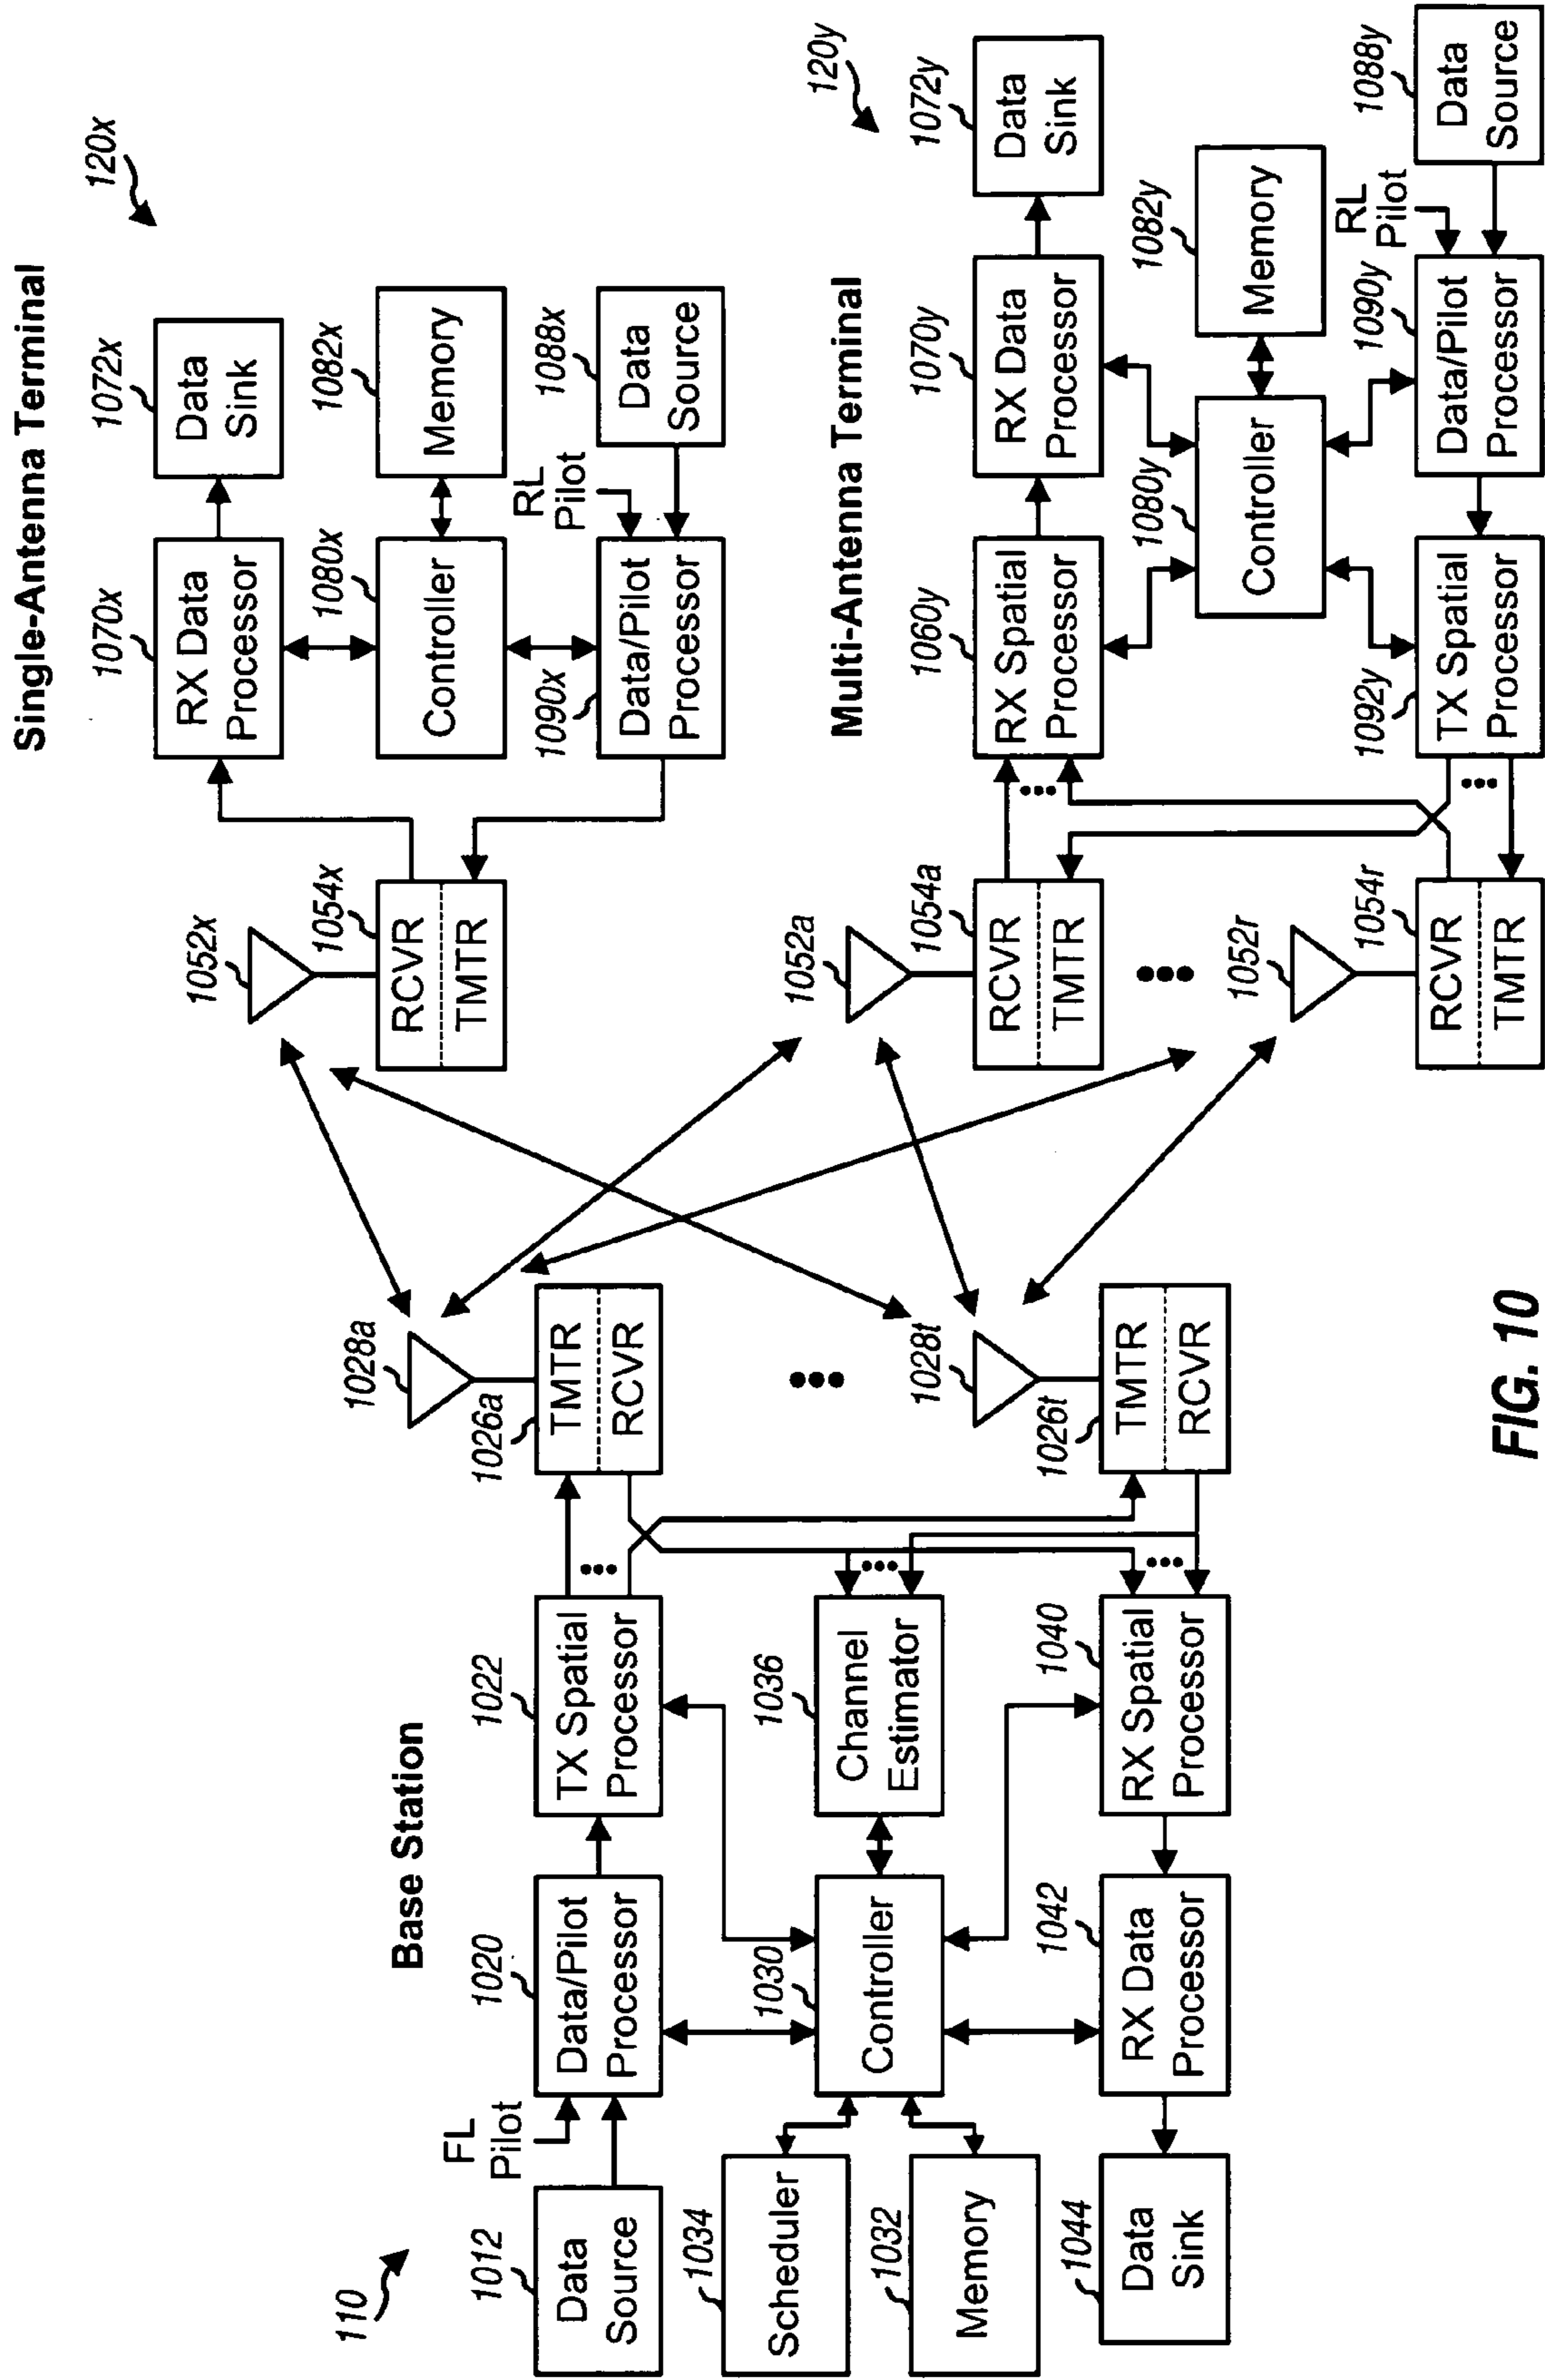 Base Station
110
1012
Data
Source
FL
Pilot
1020
Data/Pilot
Processor
1022
TX Spatial
Processor
1026a
TMTR
RCVR
1028a
1034
Scheduler
1032
Memory
1030
Controller
1036
Channel
Estimator
1028t
1026t
TMTR
RCVR
1044
Data
Sink
1042
RX Data
Processor
1040
RX Spatial
Processor
Single-Antenna Terminal
120x
1052x
1054x
RCVR
TMTR
1070x
RX Data
Processor
1072x
Data
Sink
1080x
Controller
1082x
Memory
1090x
Data/Pilot
Processor
RL
Pilot
1088x
Data
Source
Multi-Antenna Terminal
120y
1052a
1054a
RCVR
TMTR
1060y
RX Spatial
Processor
1070y
RX Data
Processor
1072y
Data
Sink
1080y
Controller
1082y
Memory
1052r
1054r
RCVR
TMTR
1092y
TX Spatial
Processor
1090y
Data/Pilot
Processor
RL
Pilot
1088y
Data
Source
FIG. 10